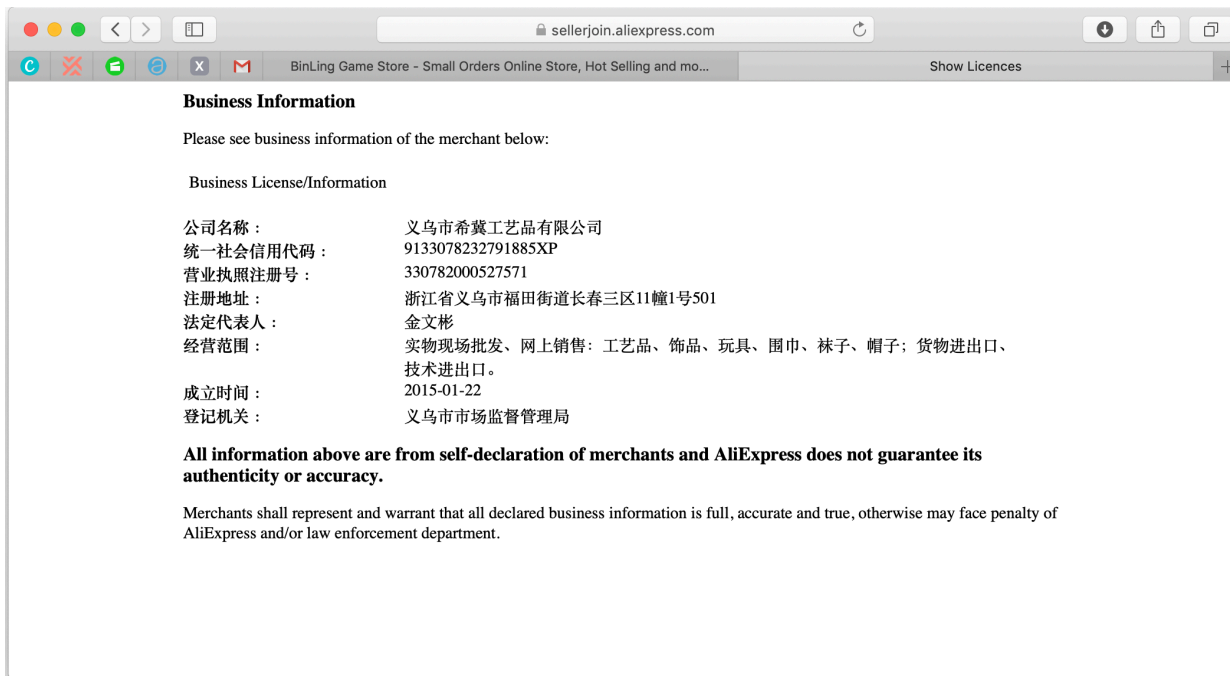 sellerjoin.aliexpress.com
BinLing Game Store - Small Orders Online Store, Hot Selling and mo...
Show Licences
Business Information
Please see business information of the merchant below:
Business License/Information
公司名称：	义乌市希冀工艺品有限公司
统一社会信用代码：	9133078232791885XP
营业执照注册号：	330782000527571
注册地址：	浙江省义乌市福田街道长春三区11幢1号501
法定代表人：	金文彬
经营范围：	实物现场批发、网上销售：工艺品、饰品、玩具、围巾、袜子、帽子；货物进出口、
技术进出口。
成立时间：	2015-01-22
登记机关：	义乌市市场监督管理局
All information above are from self-declaration of merchants and AliExpress does not guarantee its
authenticity or accuracy.
Merchants shall represent and warrant that all declared business information is full, accurate and true, otherwise may face penalty of
AliExpress and/or law enforcement department.